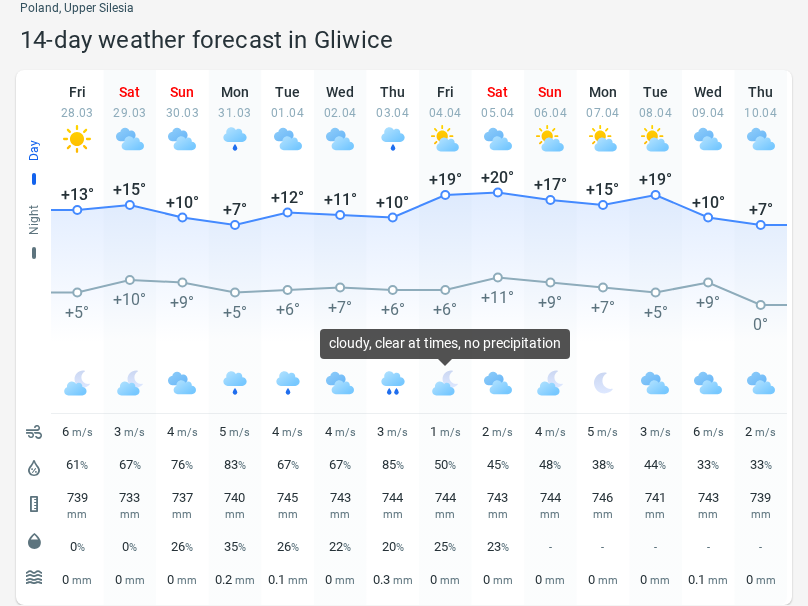 Poland, Upper Silesia
14-day weather forecast in Gliwice
Fri Sat Sun Mon Tue Wed Thu Fri Sat Sun Mon Tue Wed Thu
28.03 29.03 30.03 31.03 01.04 02.04 03.04 04.04 05.04 06.04 07.04 08.04 09.04 10.04
Day
+13° +15° +10° +7° +12° +11° +10° +19° +20° +17° +15° +19° +10° +7°
Night
+5° +10° +9° +5° +6° +7° +6° +6° +11° +9° +7° +5° +9° 0°
cloudy, clear at times, no precipitation
6 m/s 3 m/s 4 m/s 5 m/s 4 m/s 4 m/s 3 m/s 1 m/s 2 m/s 4 m/s 5 m/s 3 m/s 6 m/s 2 m/s
61% 67% 76% 83% 67% 67% 85% 50% 45% 48% 38% 44% 33% 33%
739 733 737 740 745 743 744 744 743 744 746 741 743 739
mm mm mm mm mm mm mm mm mm mm mm mm mm mm
0% 0% 26% 35% 26% 22% 20% 25% 23% - - - - -
0 mm 0 mm 0 mm 0.2 mm 0.1 mm 0 mm 0.3 mm 0 mm 0 mm 0 mm 0 mm 0 mm 0.1 mm 0 mm